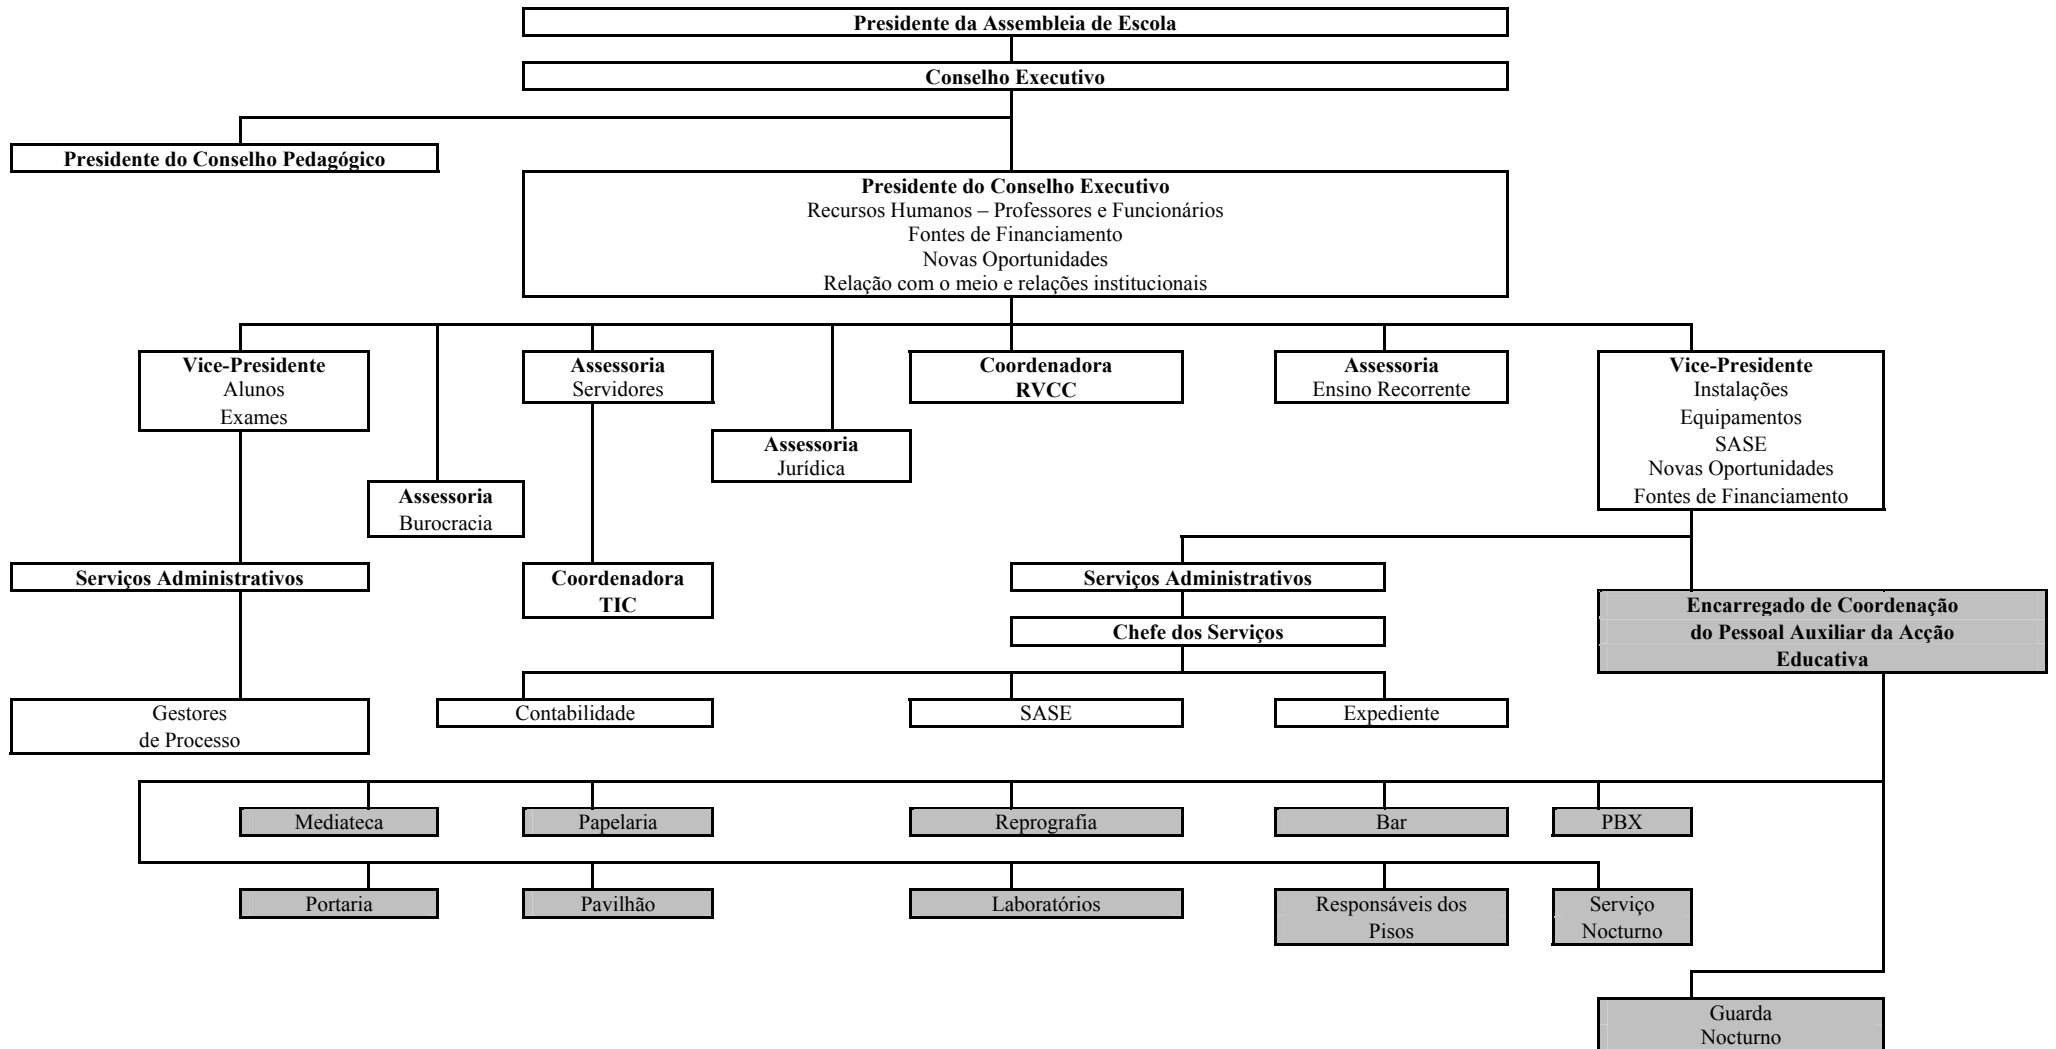 Presidente da Assembleia de Escola
Conselho Executivo
Presidente do Conselho Pedagógico
Presidente do Conselho Executivo
Recursos Humanos – Professores e Funcionários
Fontes de Financiamento
Novas Oportunidades
Relação com o meio e relações institucionais
Vice-Presidente
Alunos
Exames
Assessoria
Burocracia
Assessoria
Servidores
Assessoria
Jurídica
Coordenadora
RVCC
Assessoria
Ensino Recorrente
Vice-Presidente
Instalações
Equipamentos
SASE
Novas Oportunidades
Fontes de Financiamento
Serviços Administrativos
Coordenadora
TIC
Serviços Administrativos
Chefe dos Serviços
Encarregado de Coordenação
do Pessoal Auxiliar da Acção
Educativa
Gestores
de Processo
Contabilidade
SASE
Expediente
Mediateca
Papelaria
Reprografia
Bar
PBX
Portaria
Pavilhão
Laboratórios
Responsáveis dos
Pisos
Serviço
Nocturno
Guarda
Nocturno